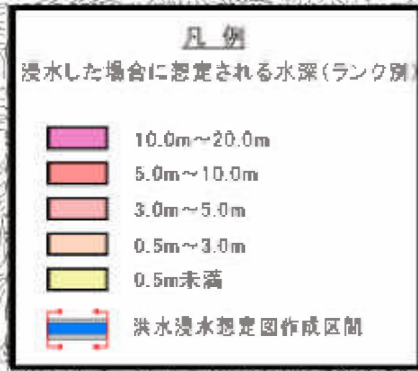 凡 例
浸水した場合に想定される水深(ランク別)
10.0m～20.0m
5.0m～10.0m
3.0m～5.0m
0.5m～3.0m
0.5m未満
洪水浸水想定図作成区間